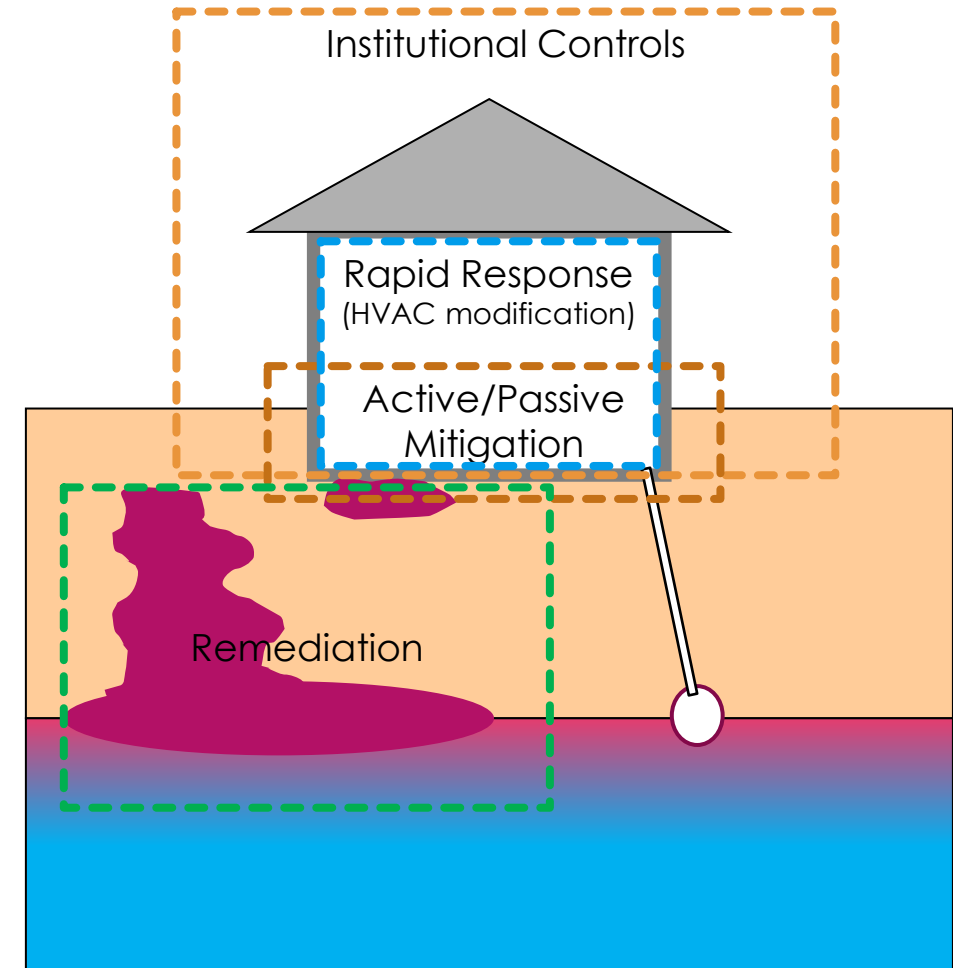 Institutional Controls
Rapid Response
(HVAC modification)
Active/Passive
Mitigation
Remediation